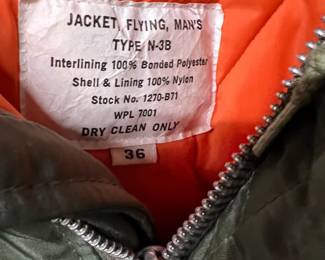 JACKET, FLYING, MAN'S
TYPE N-3B
Interlining 100% Bonded Polyester
Shell & Lining 100% Nylon
Stock No. 1270-B71
WPL 7001
DRY CLEAN ONLY
36